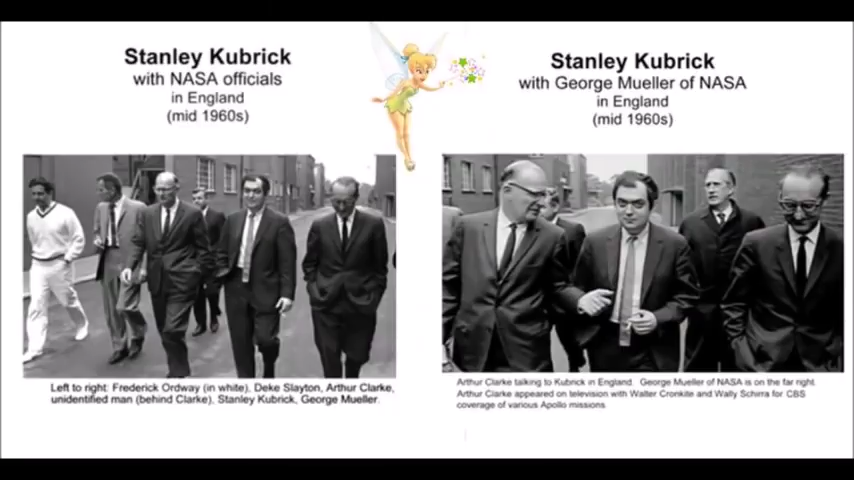 Stanley Kubrick
with NASA officials
in England
(mid 1960s)
Stanley Kubrick
with George Mueller of NASA
in England
(mid 1960s)
Left to right: Frederick Ordway (in white), Deke Slayton, Arthur Clarke,
unidentified man (behind Clarke), Stanley Kubrick, George Mueller.
Arthur Clarke talking to Kubrick in England. George Mueller of NASA is on the far right.
Arthur Clarke appeared on television with Walter Cronkite and Wally Schirra for CBS
coverage of various Apollo missions.